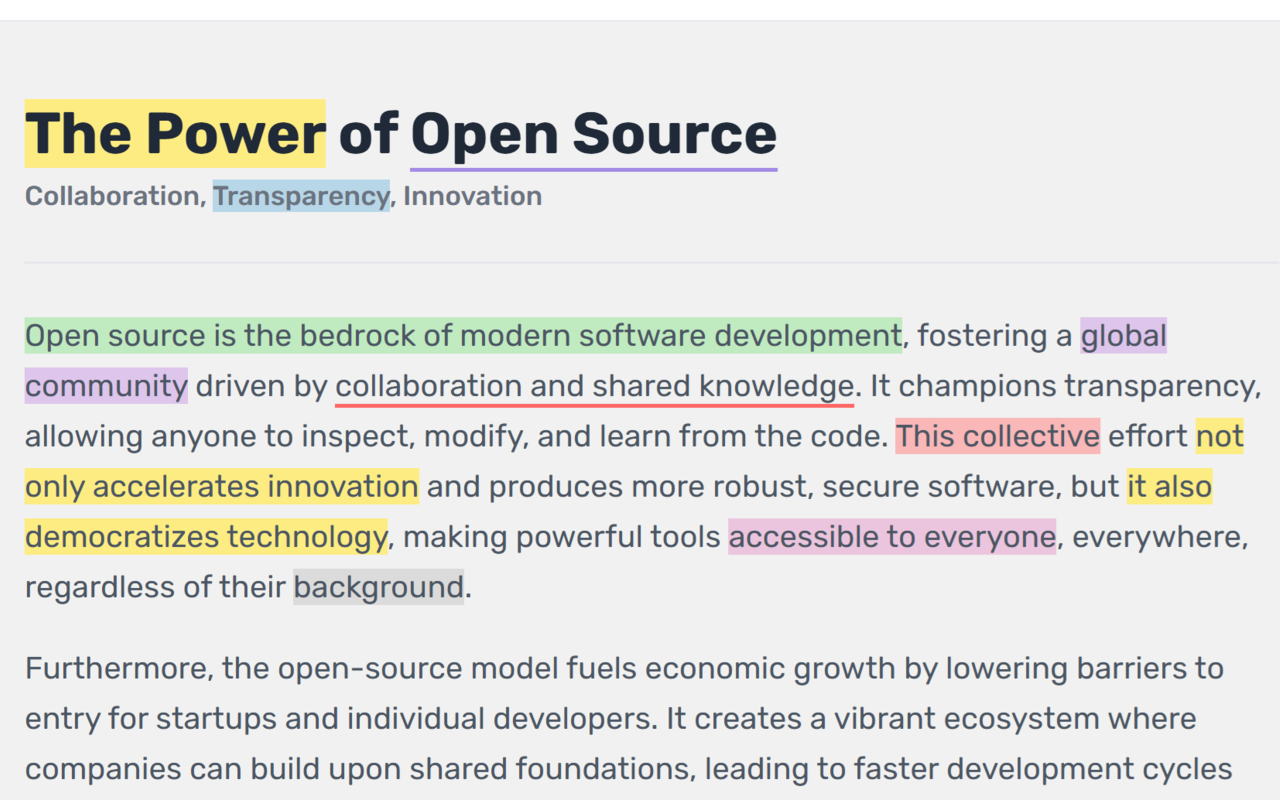 The Power of Open Source
Collaboration, Transparency, Innovation
Open source is the bedrock of modern software development, fostering a global
community driven by collaboration and shared knowledge. It champions transparency,
allowing anyone to inspect, modify, and learn from the code. This collective effort not
only accelerates innovation and produces more robust, secure software, but it also
democratizes technology, making powerful tools accessible to everyone, everywhere,
regardless of their background.
Furthermore, the open-source model fuels economic growth by lowering barriers to
entry for startups and individual developers. It creates a vibrant ecosystem where
companies can build upon shared foundations, leading to faster development cycles